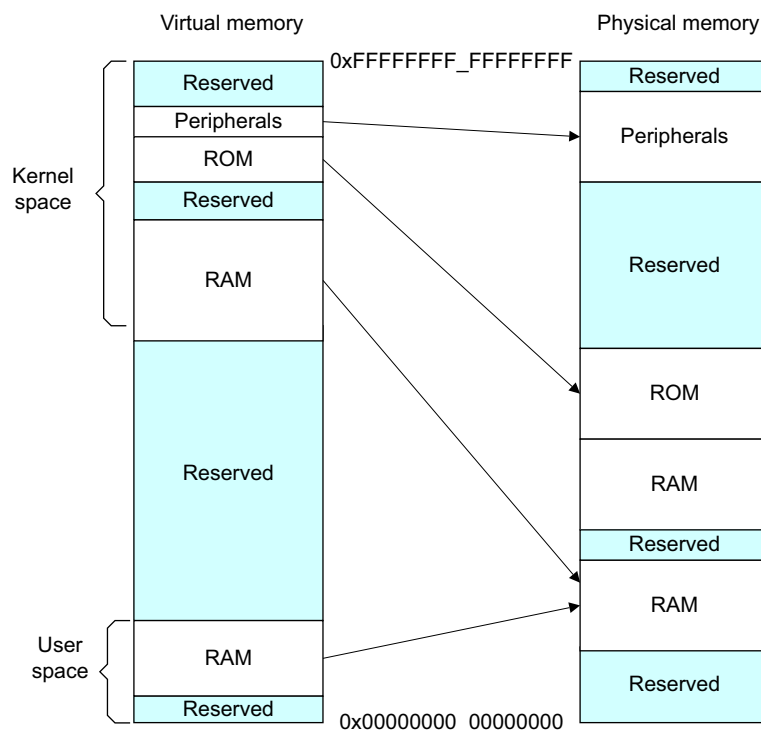 Virtual memory
Physical memory
0xFFFFFFFF_FFFFFFFF
Reserved
Peripherals
ROM
Reserved
RAM
Reserved
RAM
Reserved
Kernel
space
User
space
Reserved
Peripherals
Reserved
ROM
RAM
Reserved
RAM
Reserved
0x00000000 00000000